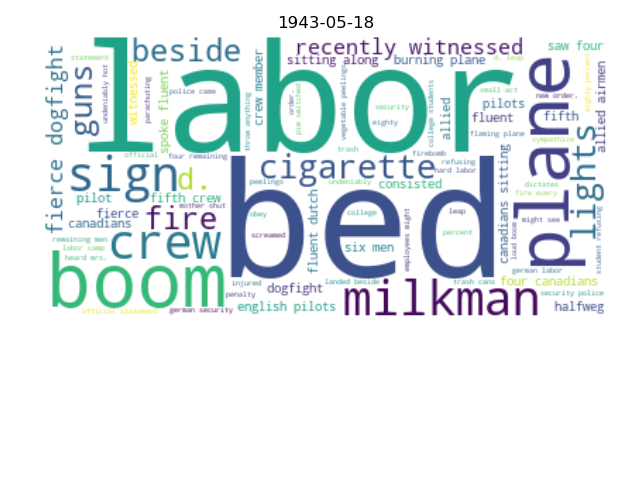 1943-05-18
labor
bed
plane
boom
milkman
sign
crew
cigarette
fire
lights
guns
d.
beside
recently witnessed
fierce dogfight
sitting along
burning plane
d. leap
saw four
statement
undeniably hot
witnessed
parachuting
police came
spoke fluent
crew member
throw anything
order.
pim switched
vegetable peelings
security
eighty
college students
allied
small act
pilots
fluent
flaming plane
new order.
fifth
eighty percent
allied airmen
official
four remaining
trash
firebomb
refusing
hard labor
sympathize
pilot
fifth crew
mother shut
peelings
undeniably
consisted
dictates
fire every
fierce
canadians
obey
college
leap
percent
might see
canadians sitting
loud boom
student refusing
remaining men
labor camp
heard mrs.
screamed
fluent dutch
six men
employment might
german labor
injured
penalty
dogfight
landed beside
trash cans
four canadians
security police
official statement
german security
english pilots
halfweg